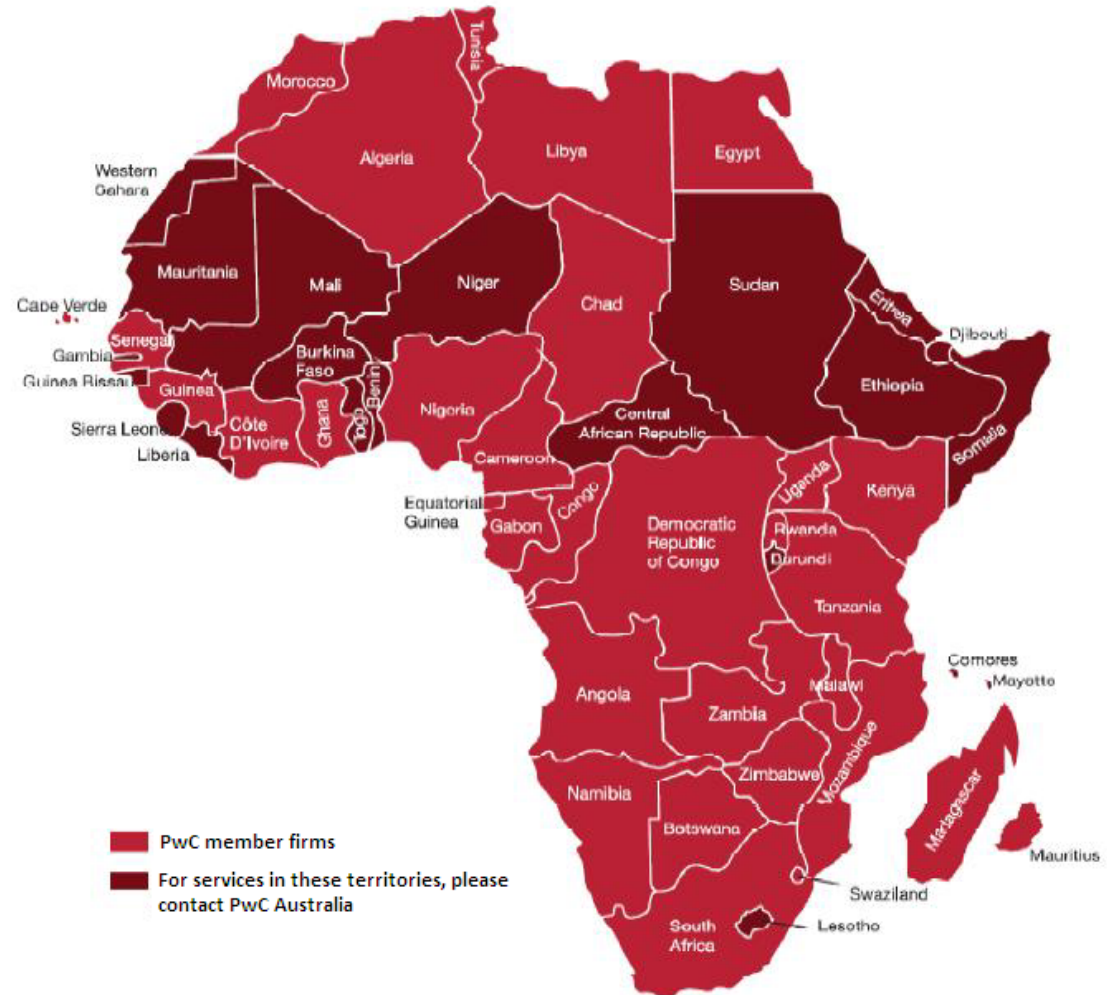 Tunisia
Morocco
Algeria
Libya
Egypt
Western
Sahara
Mauritania
Mali
Niger
Chad
Sudan
Eritrea
Djibouti
Cape Verde
Senegal
Gambia
Guinea Bissau
Guinea
Burkina
Faso
Benin
Togo
Ghana
Côte
D'Ivoire
Sierra Leone
Liberia
Nigeria
Cameroon
Central
African Republic
Ethiopia
Somalia
Equatorial
Guinea
Gabon
Congo
Democratic
Republic
of Congo
Uganda
Kenya
Rwanda
Burundi
Tanzania
Comores
Mayotte
Angola
Zambia
Malawi
Mozambique
Zimbabwe
Namibia
Botswana
Madagascar
Mauritius
Swaziland
Lesotho
South
Africa
PwC member firms
For services in these territories, please
contact PwC Australia